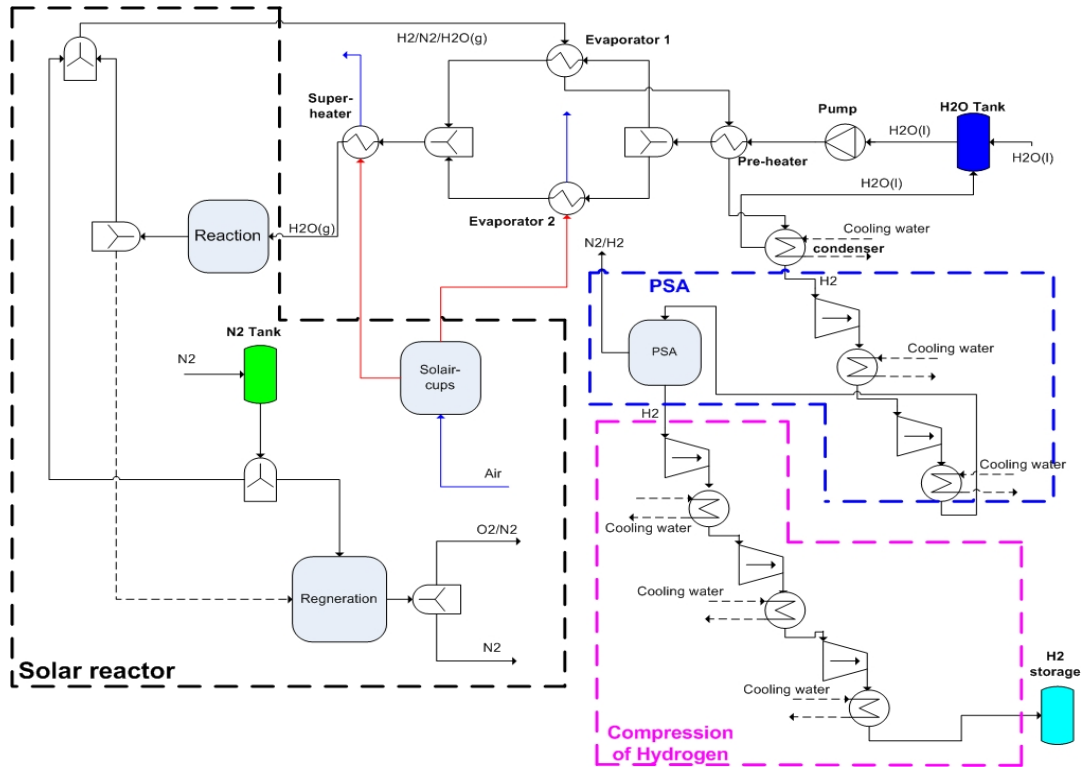 H2/N2/H2O(g)
Evaporator 1
Super-
heater
Pump
H2O Tank
H2O(l)
H2O(l)
Pre-heater
H2O(l)
Evaporator 2
Reaction
H2O(g)
Cooling water
condenser
N2/H2
PSA
H2
N2 Tank
N2
Solair-
cups
PSA
Cooling water
H2
Air
Cooling water
O2/N2
Cooling water
Regneration
Cooling water
N2
Solar reactor
H2
storage
Cooling water
Compression
of Hydrogen